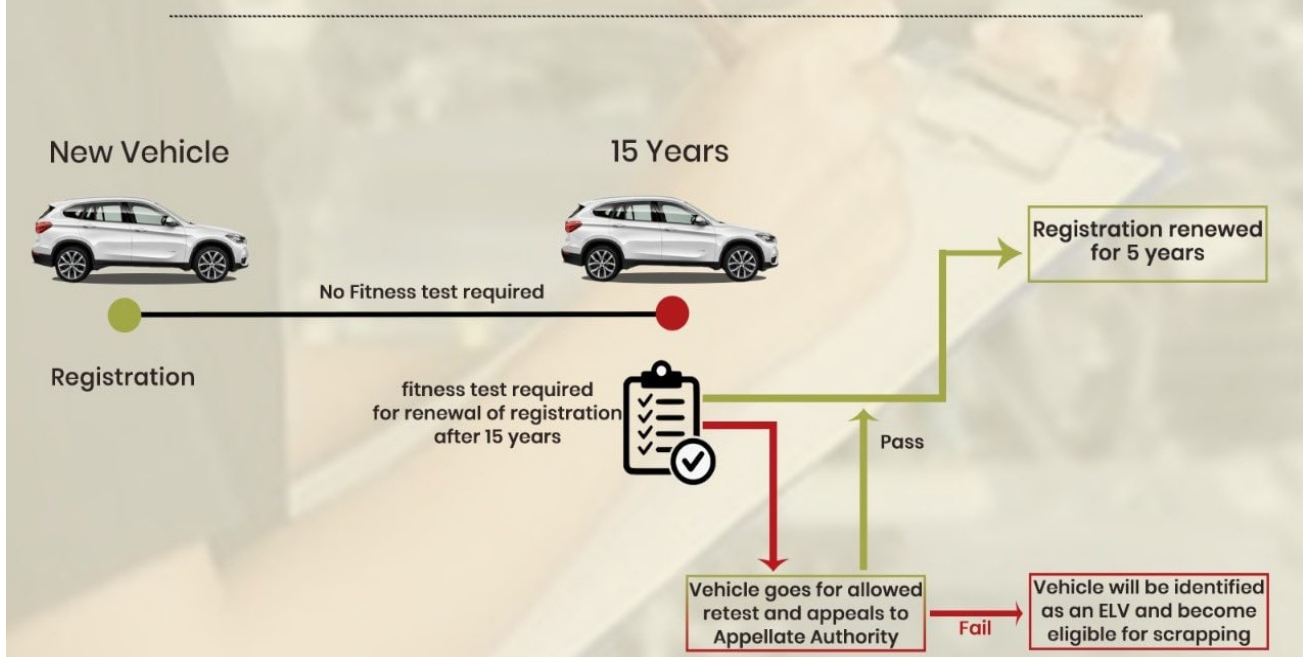 New Vehicle
15 Years
No Fitness test required
Registration
fitness test required
for renewal of registration
after 15 years
Registration renewed
for 5 years
Pass
Vehicle goes for allowed
retest and appeals to
Appellate Authority
Fail
Vehicle will be identified
as an ELV and become
eligible for scrapping